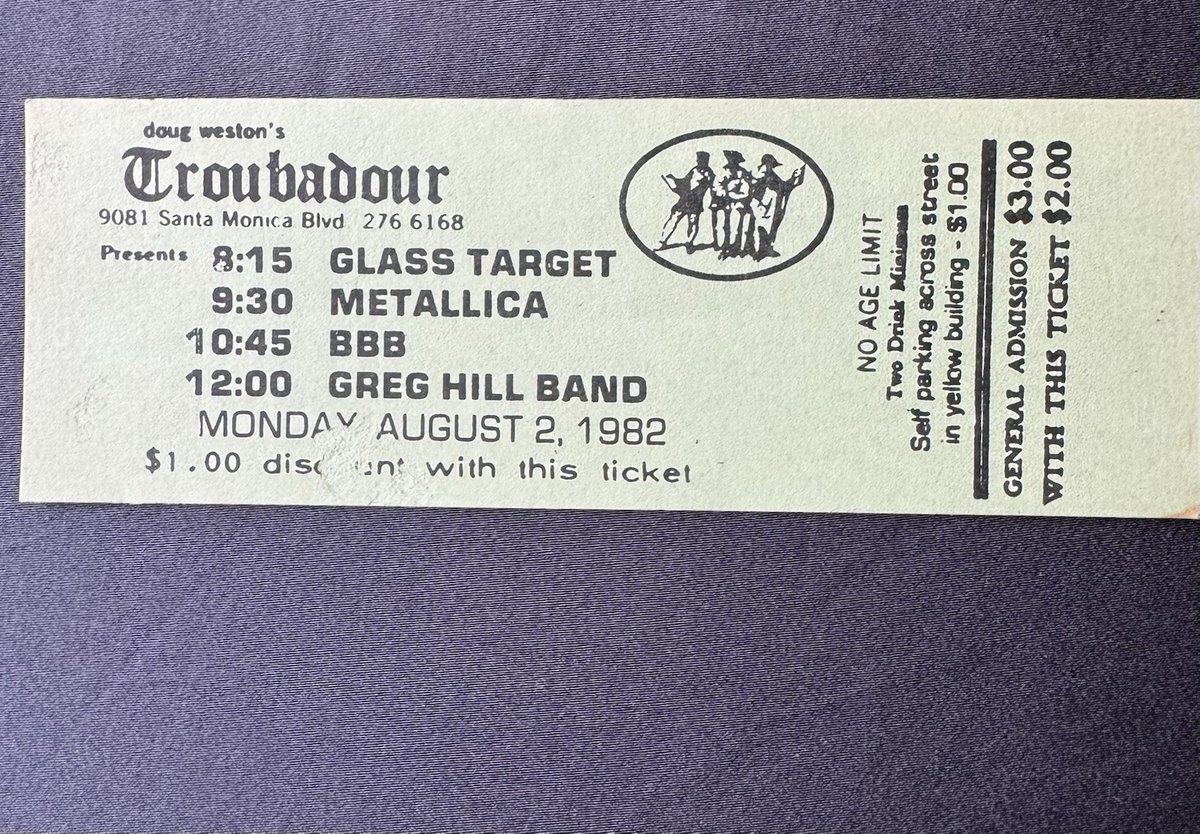 doug weston's
Troubadour
9081 Santa Monica Blvd 276 6168
Presents 8:15 GLASS TARGET
9:30 METALLICA
10:45 BBB
12:00 GREG HILL BAND
MONDAY AUGUST 2, 1982
$1.00 discount with this ticket
NO AGE LIMIT
Two Drink Minimum
Self parking across street
in yellow building - $1.00
GENERAL ADMISSION $3.00
WITH THIS TICKET $2.00